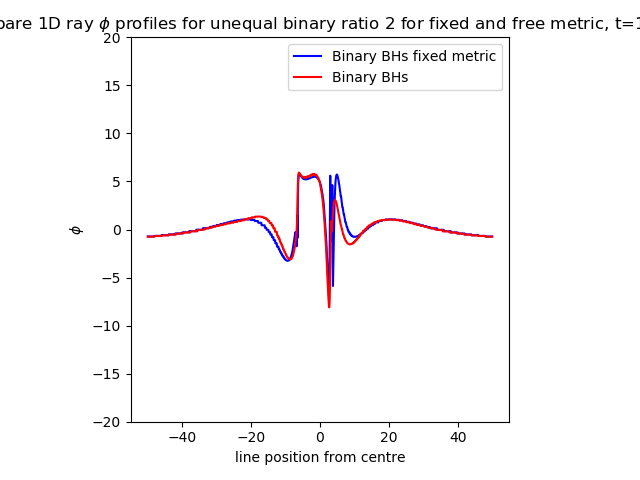 pare 1D ray ϕ profiles for unequal binary ratio 2 for fixed and free metric, t=1
Binary BHs fixed metric
Binary BHs
20
15
10
5
0
−5
−10
−15
−20
ϕ
−40 −20 0 20 40
line position from centre